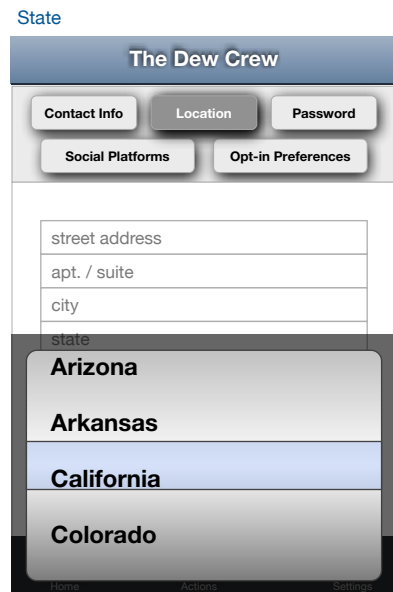 State
The Dew Crew
Contact Info Location Password
Social Platforms Opt-in Preferences
street address
apt. / suite
city
state
Arizona
Arkansas
California
Colorado
Home Actions Settings